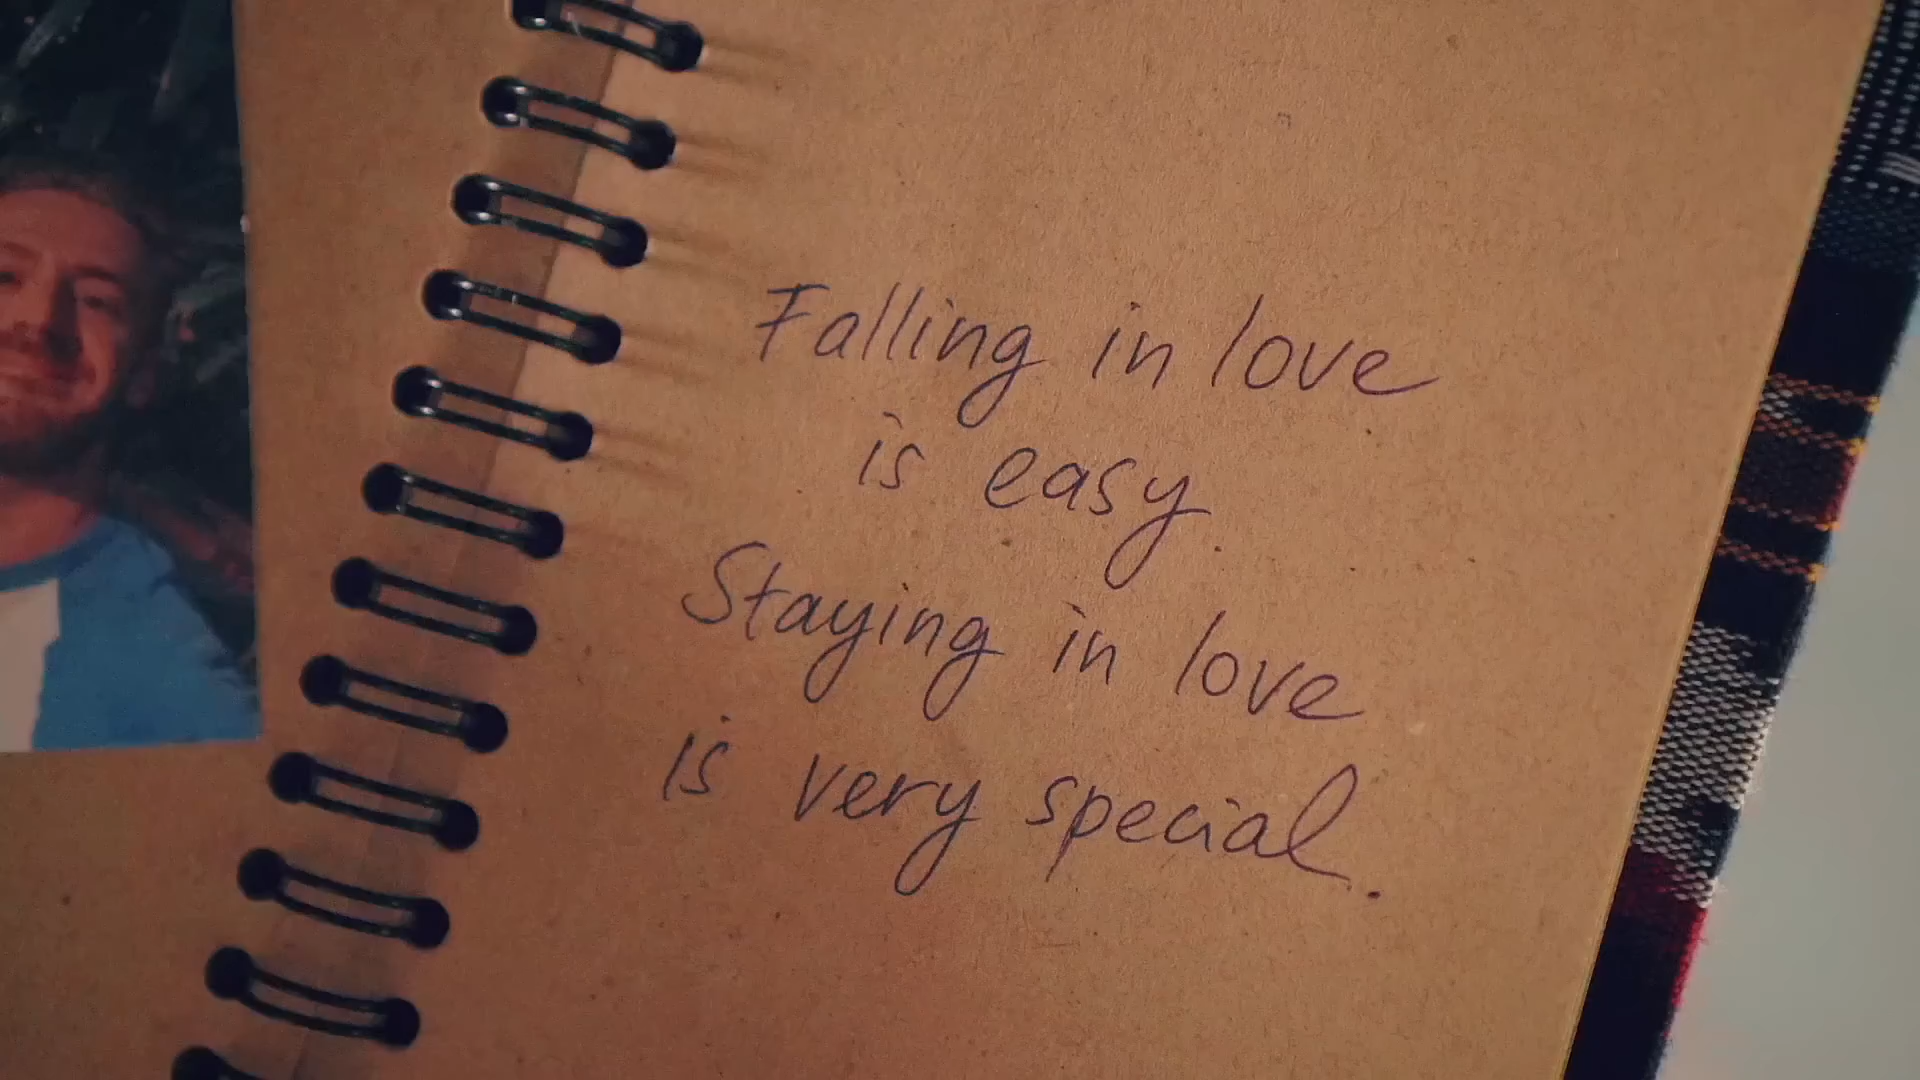 Falling in love
is easy.
Staying in love
is very special.